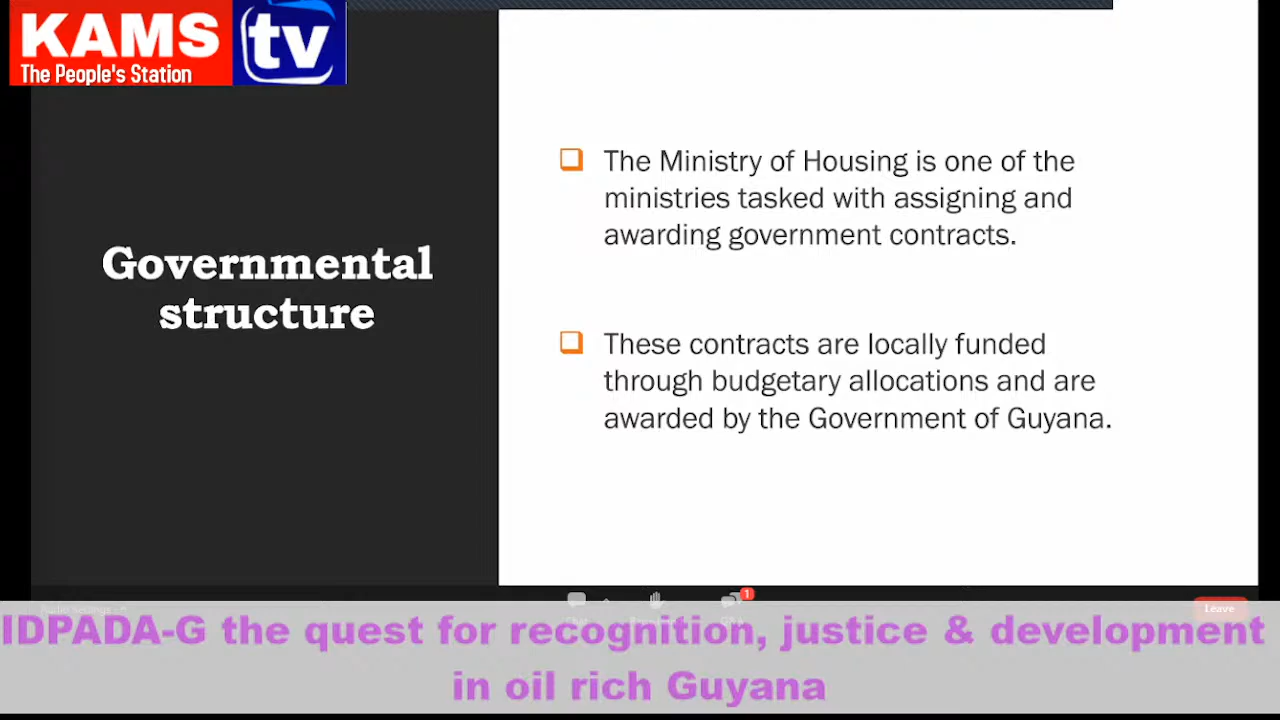 KAMS tv
The People's Station
Governmental
structure
The Ministry of Housing is one of the
ministries tasked with assigning and
awarding government contracts.
These contracts are locally funded
through budgetary allocations and are
awarded by the Government of Guyana.
1
Leave
IDPADA-G the quest for recognition, justice & development
in oil rich Guyana